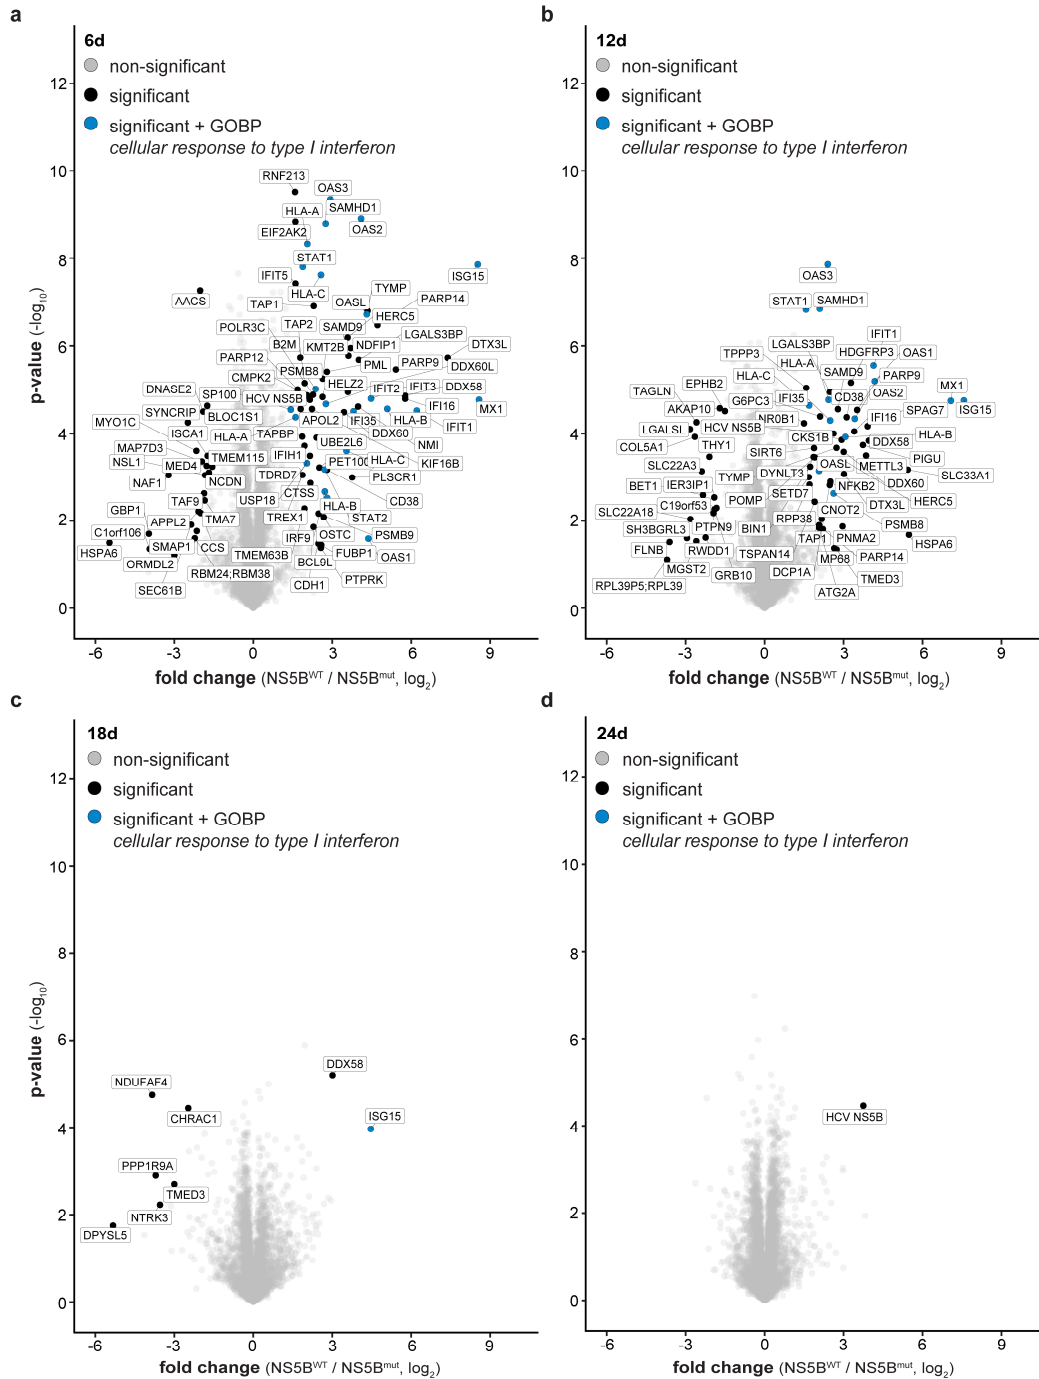 a
6d
non-significant
significant
significant + GOBP
cellular response to type I interferon
12
10
8
6
4
2
0
p-value (-log10)
RNF213
OAS3
HLA-A
SAMHD1
EIF2AK2
OAS2
STAT1
IFIT5
ISG15
AACS
HLA-C
TYMP
TAP1
OASL
PARP14
HERC5
POLR3C
TAP2
SAMD9
LGALS3BP
B2M
KMT2B
NDFIP1
DTX3L
PARP12
PSMB8
PML
PARP9
DDX60L
CMPK2
HELZ2
DNASE2
SP100
HCV NS5B
IFIT2
IFIT3
DDX58
SYNCRIP
BLOC1S1
IFI16
MX1
MYO1C
APOL2
IFI35
HLA-B
IFIT1
ISCA1
HLA-A
TAPBP
DDX60
MAP7D3
UBE2L6
NMI
NSL1
MED4
TMEM115
IFIH1
PET100
HLA-C
KIF16B
NAF1
NCDN
TDRD7
PLSCR1
GBP1
TAF9
USP18
CTSS
CD38
HLA-B
C1orf106
APPL2
TMA7
TREX1
STAT2
HSPA6
SMAP1
CCS
IRF9
OSTC
PSMB9
ORMDL2
TMEM63B
FUBP1
OAS1
SEC61B
RBM24;RBM38
BCL9L
CDH1
PTPRK
-6
-3
0
3
6
9
fold change (NS5BWT / NS5Bmut, log2)
b
12d
non-significant
significant
significant + GOBP
cellular response to type I interferon
12
10
8
6
4
2
0
OAS3
STAT1
SAMHD1
IFIT1
LGALS3BP
TPPP3
HDGFRP3
OAS1
HLA-A
HLA-C
SAMD9
PARP9
TAGLN
EPHB2
G6PC3
IFI35
CD38
OAS2
MX1
AKAP10
NR0B1
IFI16
SPAG7
ISG15
LGALSL
HCV NS5B
CKS1B
HLA-B
COL5A1
THY1
SIRT6
DDX58
SLC22A3
OASL
METTL3
PIGU
BET1
IER3IP1
TYMP
DYNLT3
DDX60
SLC33A1
POMP
SETD7
NFKB2
HERC5
SLC22A18
C19orf53
DTX3L
SH3BGRL3
PTPN9
BIN1
RPP38
CNOT2
PSMB8
FLNB
RWDD1
TSPAN14
TAP1
PNMA2
HSPA6
RPL39P5;RPL39
MGST2
GRB10
DCP1A
MP68
PARP14
TMED3
ATG2A
-6
-3
0
3
6
9
fold change (NS5BWT / NS5Bmut, log2)
c
18d
non-significant
significant
significant + GOBP
cellular response to type I interferon
12
10
8
6
4
2
0
p-value (-log10)
DDX58
NDUFAF4
CHRAC1
ISG15
PPP1R9A
TMED3
NTRK3
DPYSL5
-6
-3
0
3
6
9
fold change (NS5BWT / NS5Bmut, log2)
d
24d
non-significant
significant
significant + GOBP
cellular response to type I interferon
12
10
8
6
4
2
0
HCV NS5B
-6
-3
0
3
6
9
fold change (NS5BWT / NS5Bmut, log2)